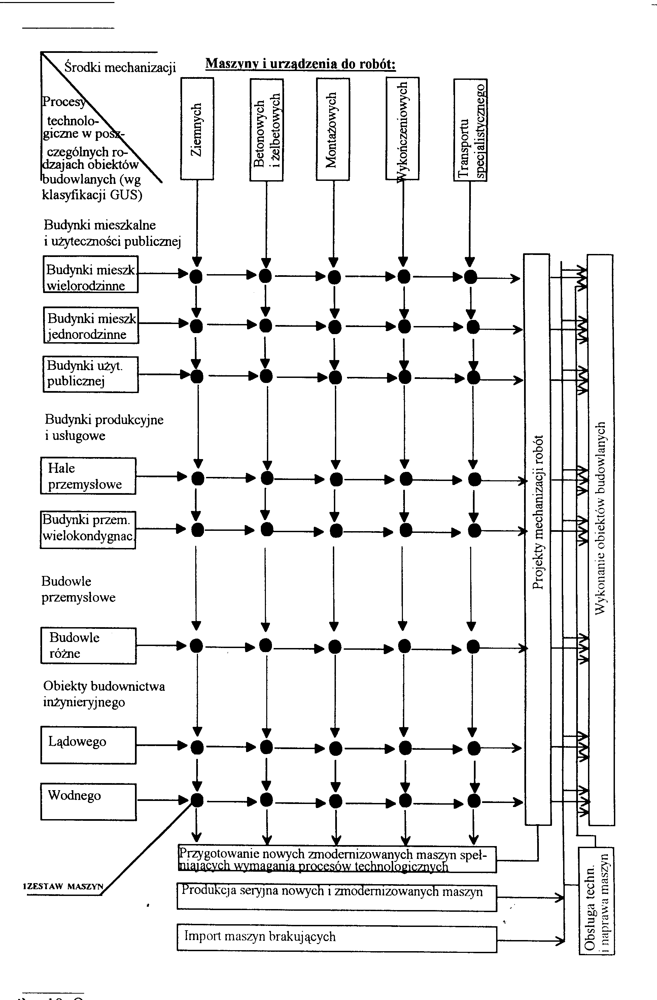 Środki mechanizacji
Maszyny i urządzenia do robót:
Procesy
technolo-
giczne w posz-
czególnych ro-
dzajach obiektów
budowlanych (wg
klasyfikacji GUS)
Ziemnych
Betonowych
i żelbetowych
Montażowych
Wykończeniowych
Transportu
specjalistycznego
Budynki mieszkalne
i użyteczności publicznej
Budynki mieszk.
wielorodzinne
Budynki mieszk
jednorodzinne
Budynki użyt.
publicznej
Budynki produkcyjne
i usługowe
Hale
przemysłowe
Budynki przem.
wielokondygnac.
Budowle
przemysłowe
Budowle
różne
Obiekty budownictwa
inżynieryjnego
Lądowego
Wodnego
Projekty mechanizacji robót
Wykonanie obiektów budowlanych
Przygotowanie nowych zmodernizowanych maszyn speł-
niających wymagania procesów technologicznych
1ZESTAW MASZYN
Produkcja seryjna nowych i zmodernizowanych maszyn
Import maszyn brakujących
Obsługa techn.
i naprawa maszyn